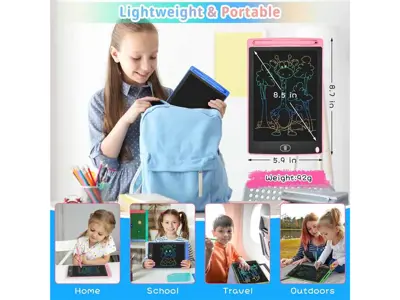 Lightweight & Portable
8.5 in
8.7 in
5.9 in
Weight:92g
Home School Travel Outdoors